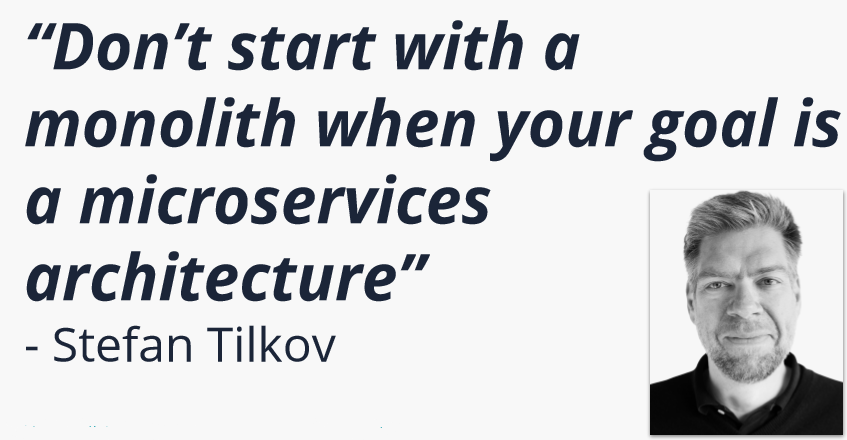 “Don’t start with a
monolith when your goal is
a microservices
architecture”
- Stefan Tilkov